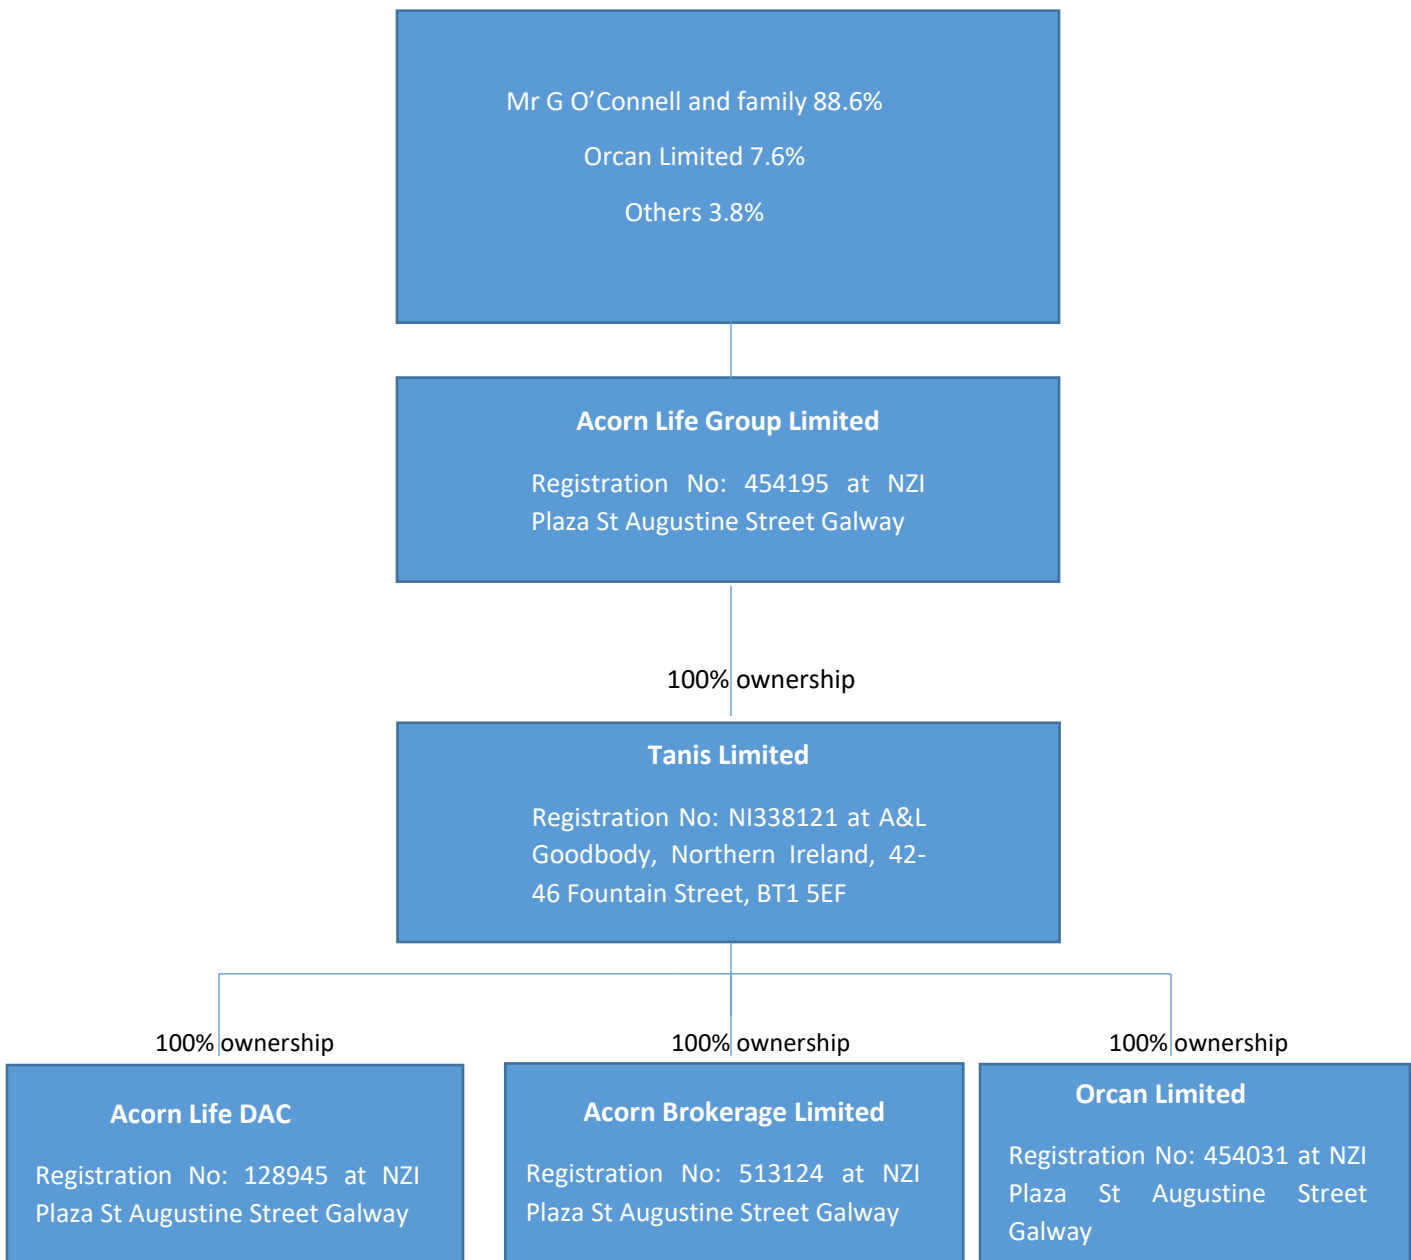 Mr G O’Connell and family 88.6%
Orcan Limited 7.6%
Others 3.8%
Acorn Life Group Limited
Registration No: 454195 at NZI
Plaza St Augustine Street Galway
100% ownership
Tanis Limited
Registration No: NI338121 at A&L
Goodbody, Northern Ireland, 42-
46 Fountain Street, BT1 5EF
100% ownership
Acorn Life DAC
Registration No: 128945 at NZI
Plaza St Augustine Street Galway
100% ownership
Acorn Brokerage Limited
Registration No: 513124 at NZI
Plaza St Augustine Street Galway
100% ownership
Orcan Limited
Registration No: 454031 at NZI
Plaza St Augustine Street
Galway